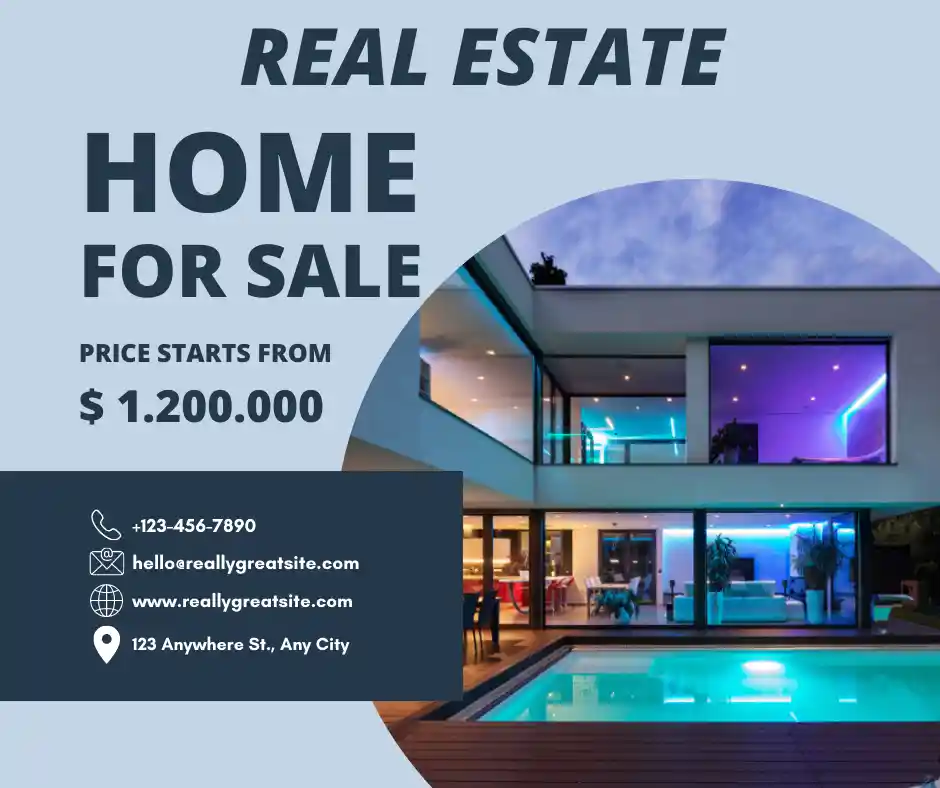 REAL ESTATE
HOME
FOR SALE
PRICE STARTS FROM
$ 1.200.000
+123-456-7890
hello@reallygreatsite.com
www.reallygreatsite.com
123 Anywhere St., Any City